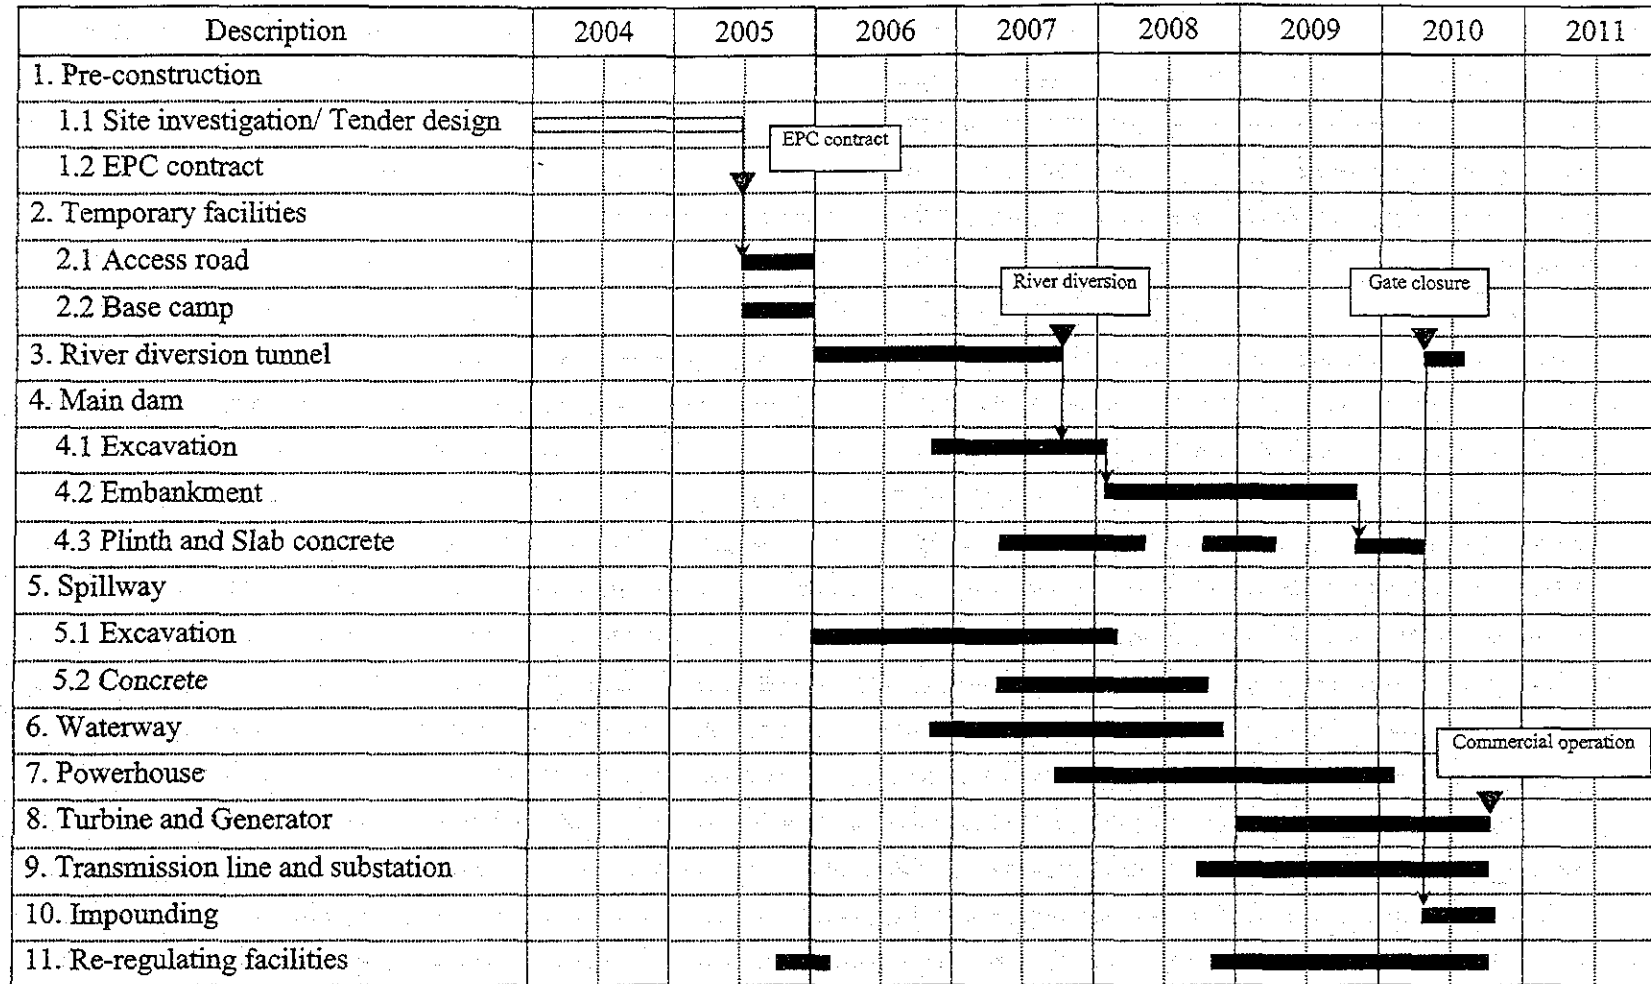 Description 2004 2005 2006 2007 2008 2009 2010 2011
1. Pre-construction
1.1 Site investigation/ Tender design
EPC contract
1.2 EPC contract
2. Temporary facilities
2.1 Access road
River diversion
Gate closure
2.2 Base camp
3. River diversion tunnel
4. Main dam
4.1 Excavation
4.2 Embankment
4.3 Plinth and Slab concrete
5. Spillway
5.1 Excavation
5.2 Concrete
6. Waterway
Commercial operation
7. Powerhouse
8. Turbine and Generator
9. Transmission line and substation
10. Impounding
11. Re-regulating facilities